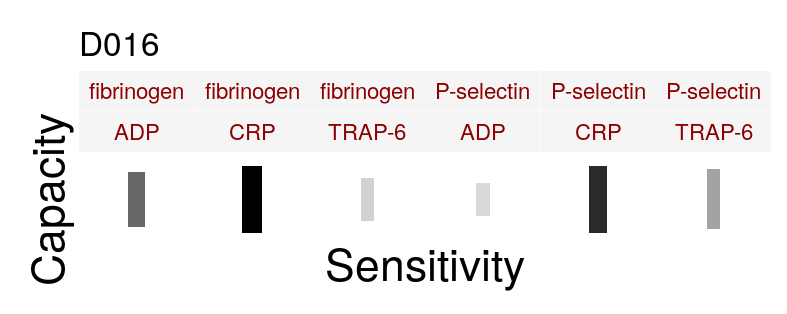 D016
fibrinogen fibrinogen fibrinogen P-selectin P-selectin P-selectin
ADP CRP TRAP-6 ADP CRP TRAP-6
Capacity
Sensitivity